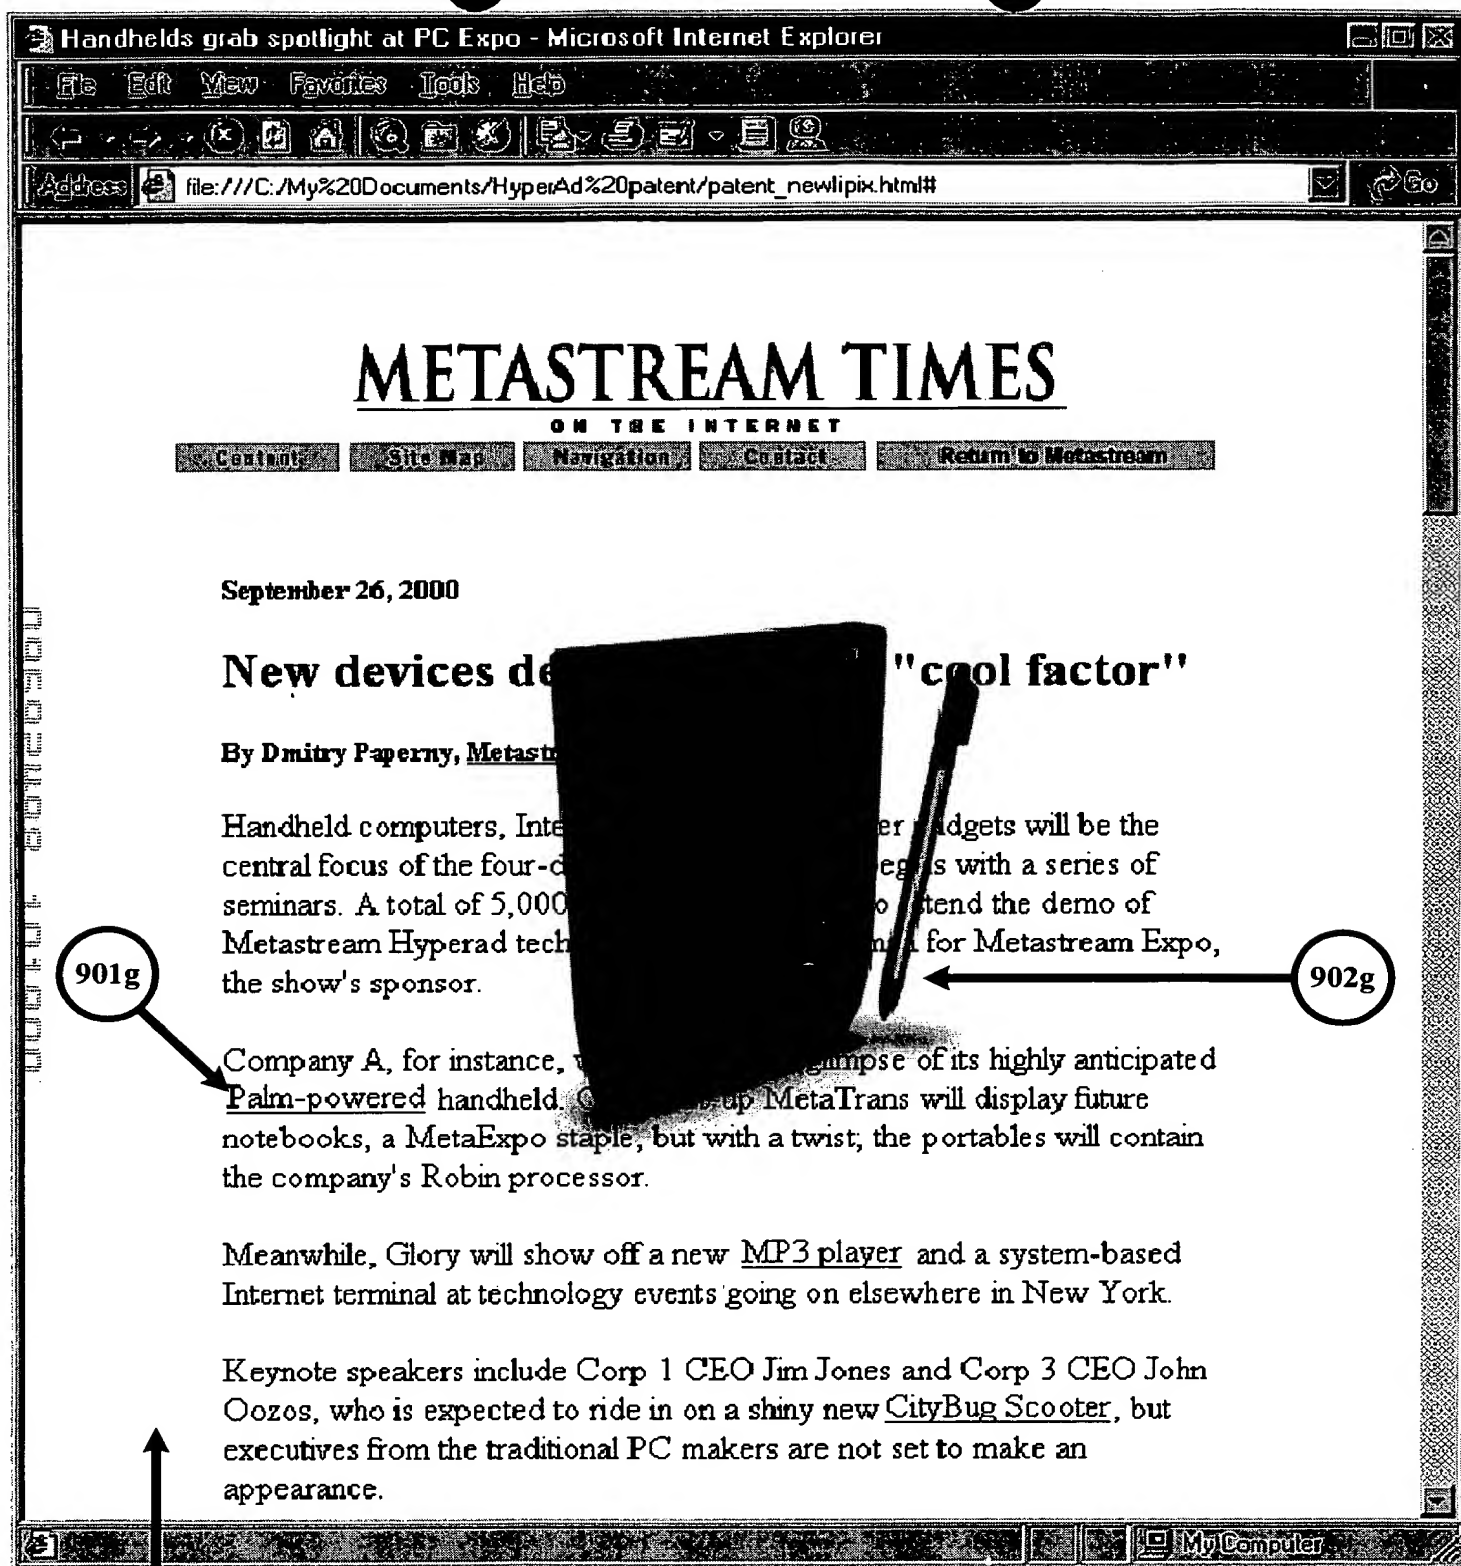 Handhelds grab spotlight at PC Expo - Microsoft Internet Explorer
File Edit View Favorites Tools Help
Address file:///C:/My%20Documents/HyperAd%20patent/patent_newlipix.html# Go
METASTREAM TIMES
ON THE INTERNET
Content Site Map Navigation Contact Return to Metastream
September 26, 2000
New devices de "cool factor"
By Dmitry Paperny, Metast
Handheld computers, Inte er gadgets will be the
central focus of the four-d egins with a series of
seminars. A total of 5,000 o attend the demo of
Metastream Hyperad tech for Metastream Expo,
901g
902g
the show's sponsor.
Company A, for instance, glimpse of its highly anticipated
Palm-powered handheld. up MetaTrans will display future
notebooks, a MetaExpo staple, but with a twist; the portables will contain
the company's Robin processor.
Meanwhile, Glory will show off a new MP3 player and a system-based
Internet terminal at technology events going on elsewhere in New York.
Keynote speakers include Corp 1 CEO Jim Jones and Corp 3 CEO John
Oozos, who is expected to ride in on a shiny new CityBug Scooter, but
executives from the traditional PC makers are not set to make an
appearance.
My Computer